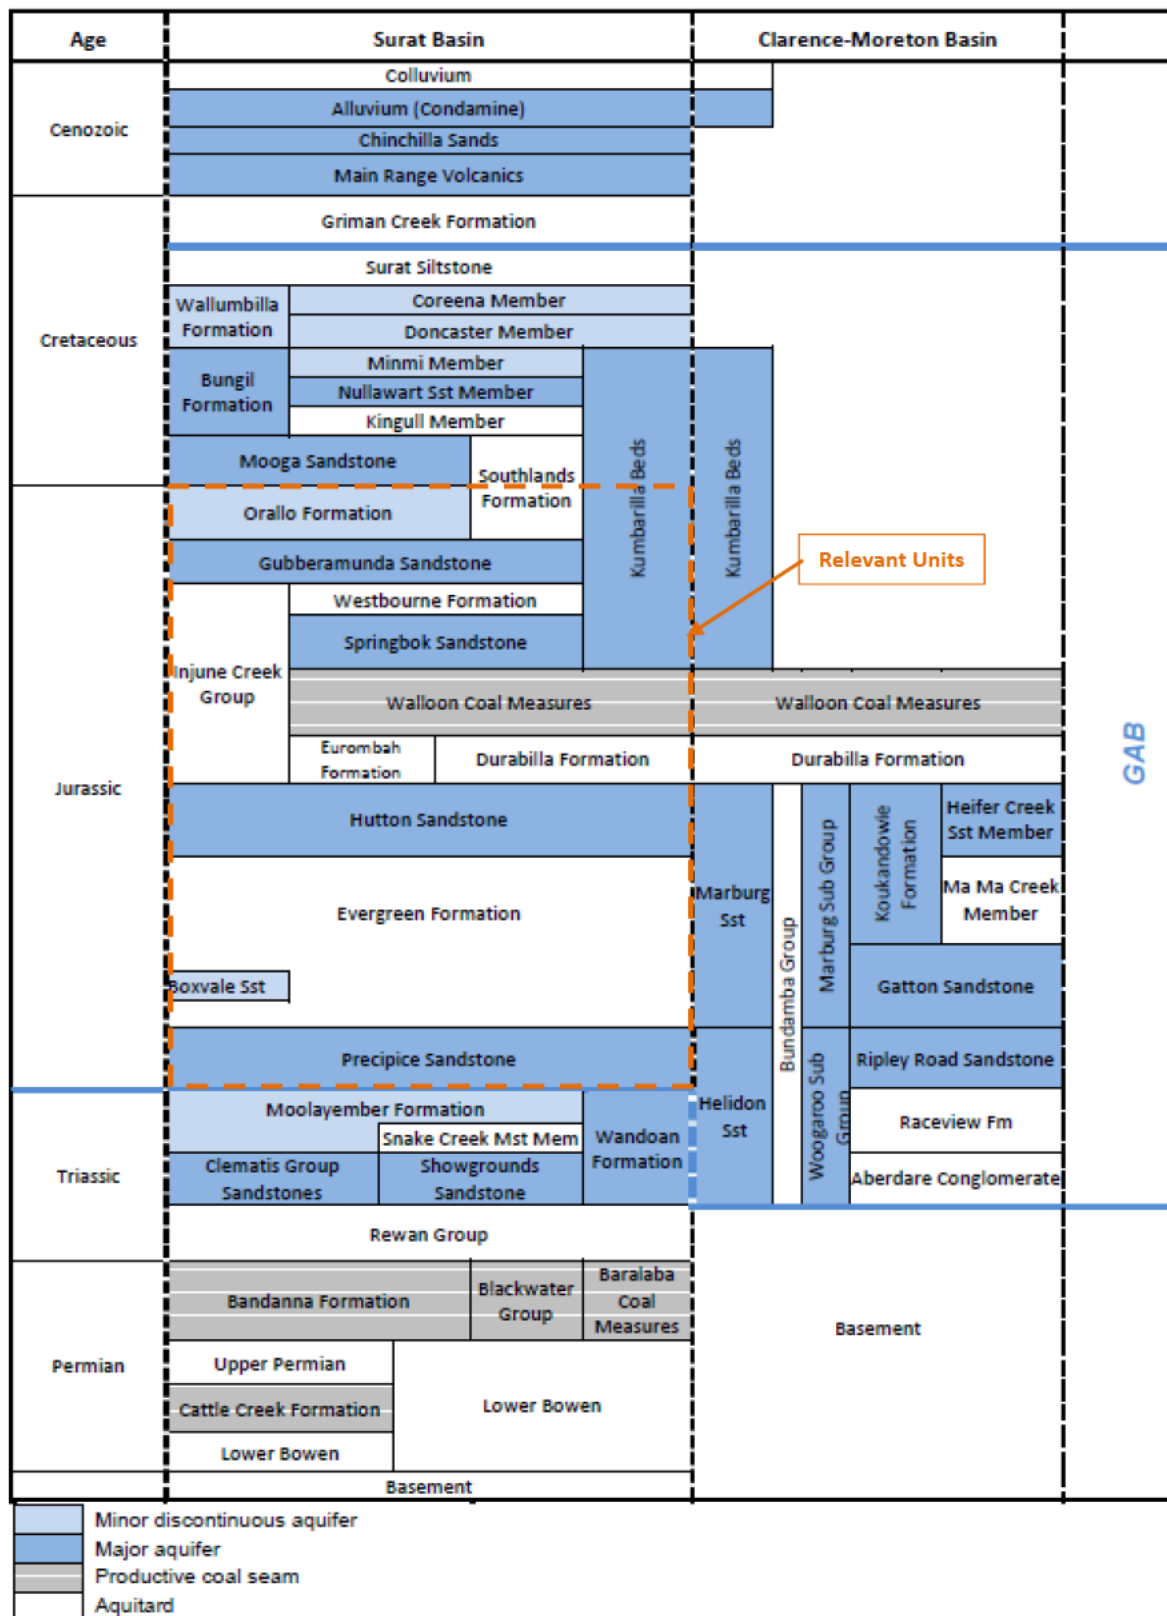 Age
Surat Basin
Clarence-Moreton Basin
Cenozoic
Colluvium
Alluvium (Condamine)
Chinchilla Sands
Main Range Volcanics
Cretaceous
Griman Creek Formation
Surat Siltstone
Wallumbilla
Formation
Coreena Member
Doncaster Member
Bungil
Formation
Minmi Member
Nullawart Sst Member
Kingull Member
Kumbarilla Beds
Kumbarilla Beds
Mooga Sandstone
Southlands
Formation
Jurassic
Orallo Formation
Gubberamunda Sandstone
Relevant Units
Injune Creek
Group
Westbourne Formation
Springbok Sandstone
Walloon Coal Measures
Walloon Coal Measures
Eurombah
Formation
Durabilla Formation
Durabilla Formation
GAB
Hutton Sandstone
Evergreen Formation
Boxvale Sst
Precipice Sandstone
Marburg
Sst
Bundamba Group
Marburg Sub Group
Koukandowie
Formation
Heifer Creek
Sst Member
Ma Ma Creek
Member
Gatton Sandstone
Helidon
Sst
Woogaroo Sub
Group
Ripley Road Sandstone
Raceview Fm
Aberdare Conglomerate
Triassic
Moolayember Formation
Snake Creek Mst Mem
Wandoan
Formation
Clematis Group
Sandstones
Showgrounds
Sandstone
Rewan Group
Permian
Bandanna Formation
Blackwater
Group
Baralaba
Coal
Measures
Upper Permian
Cattle Creek Formation
Lower Bowen
Lower Bowen
Basement
Basement
Minor discontinuous aquifer
Major aquifer
Productive coal seam
Aquitard